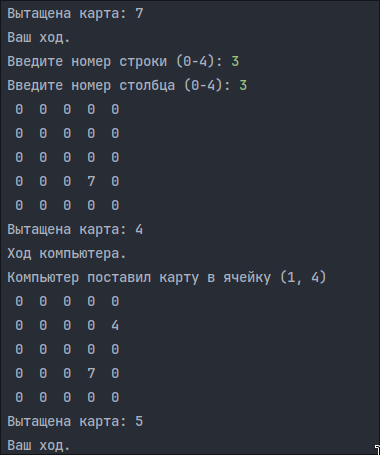 Вытащена карта: 7
Ваш ход.
Введите номер строки (0-4): 3
Введите номер столбца (0-4): 3
0 0 0 0 0
0 0 0 0 0
0 0 0 0 0
0 0 0 7 0
0 0 0 0 0
Вытащена карта: 4
Ход компьютера.
Компьютер поставил карту в ячейку (1, 4)
0 0 0 0 0
0 0 0 0 4
0 0 0 0 0
0 0 0 7 0
0 0 0 0 0
Вытащена карта: 5
Ваш ход.